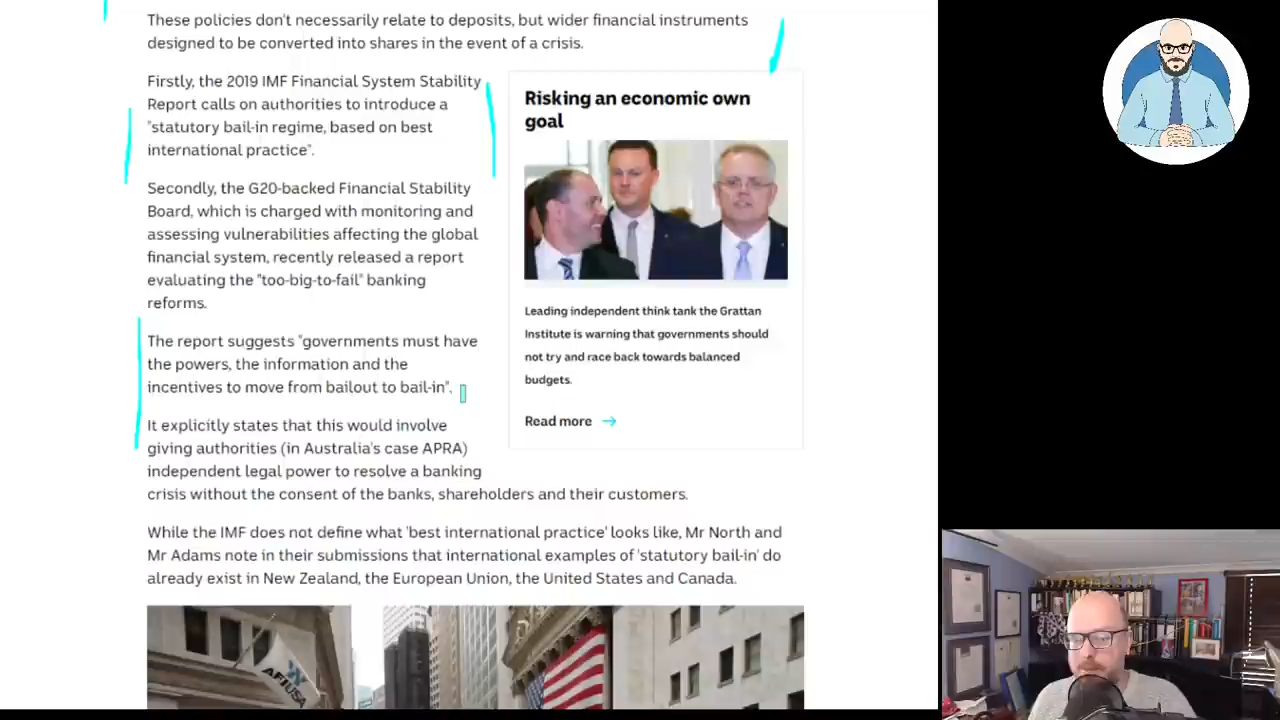 These policies don't necessarily relate to deposits, but wider financial instruments
designed to be converted into shares in the event of a crisis.
Firstly, the 2019 IMF Financial System Stability
Report calls on authorities to introduce a
"statutory bail-in regime, based on best
international practice".
Secondly, the G20-backed Financial Stability
Board, which is charged with monitoring and
assessing vulnerabilities affecting the global
financial system, recently released a report
evaluating the "too-big-to-fail" banking
reforms.
The report suggests "governments must have
the powers, the information and the
incentives to move from bailout to bail-in".
It explicitly states that this would involve
giving authorities (in Australia's case APRA)
independent legal power to resolve a banking
crisis without the consent of the banks, shareholders and their customers.
While the IMF does not define what 'best international practice' looks like, Mr North and
Mr Adams note in their submissions that international examples of 'statutory bail-in' do
already exist in New Zealand, the European Union, the United States and Canada.
Risking an economic own
goal
Leading independent think tank the Grattan
Institute is warning that governments should
not try and race back towards balanced
budgets.
Read more →